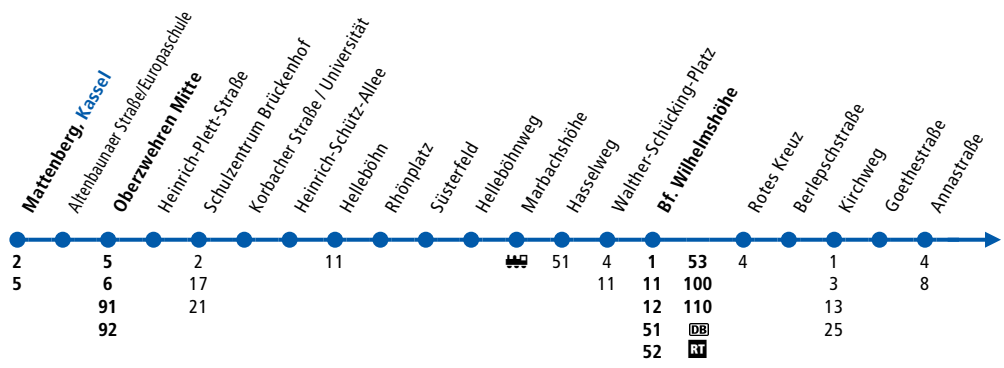 Mattenberg, Kassel
Altenbaunaer Straße/Europaschule
Oberzwehren Mitte
Heinrich-Plett-Straße
Schulzentrum Brückenhof
Korbacher Straße / Universität
Heinrich-Schütz-Allee
Helleböhn
Rhönplatz
Süsterfeld
Helleböhnweg
Marbachshöhe
Hasselweg
Walther-Schücking-Platz
Bf. Wilhelmshöhe
Rotes Kreuz
Berlepschstraße
Kirchweg
Goethestraße
Annastraße
2 5 2 11 51 4 1 53 4 1 4
5 6 17 11 11 100 3 8
91 21 12 110 13
92 51 DB 25
52 RT